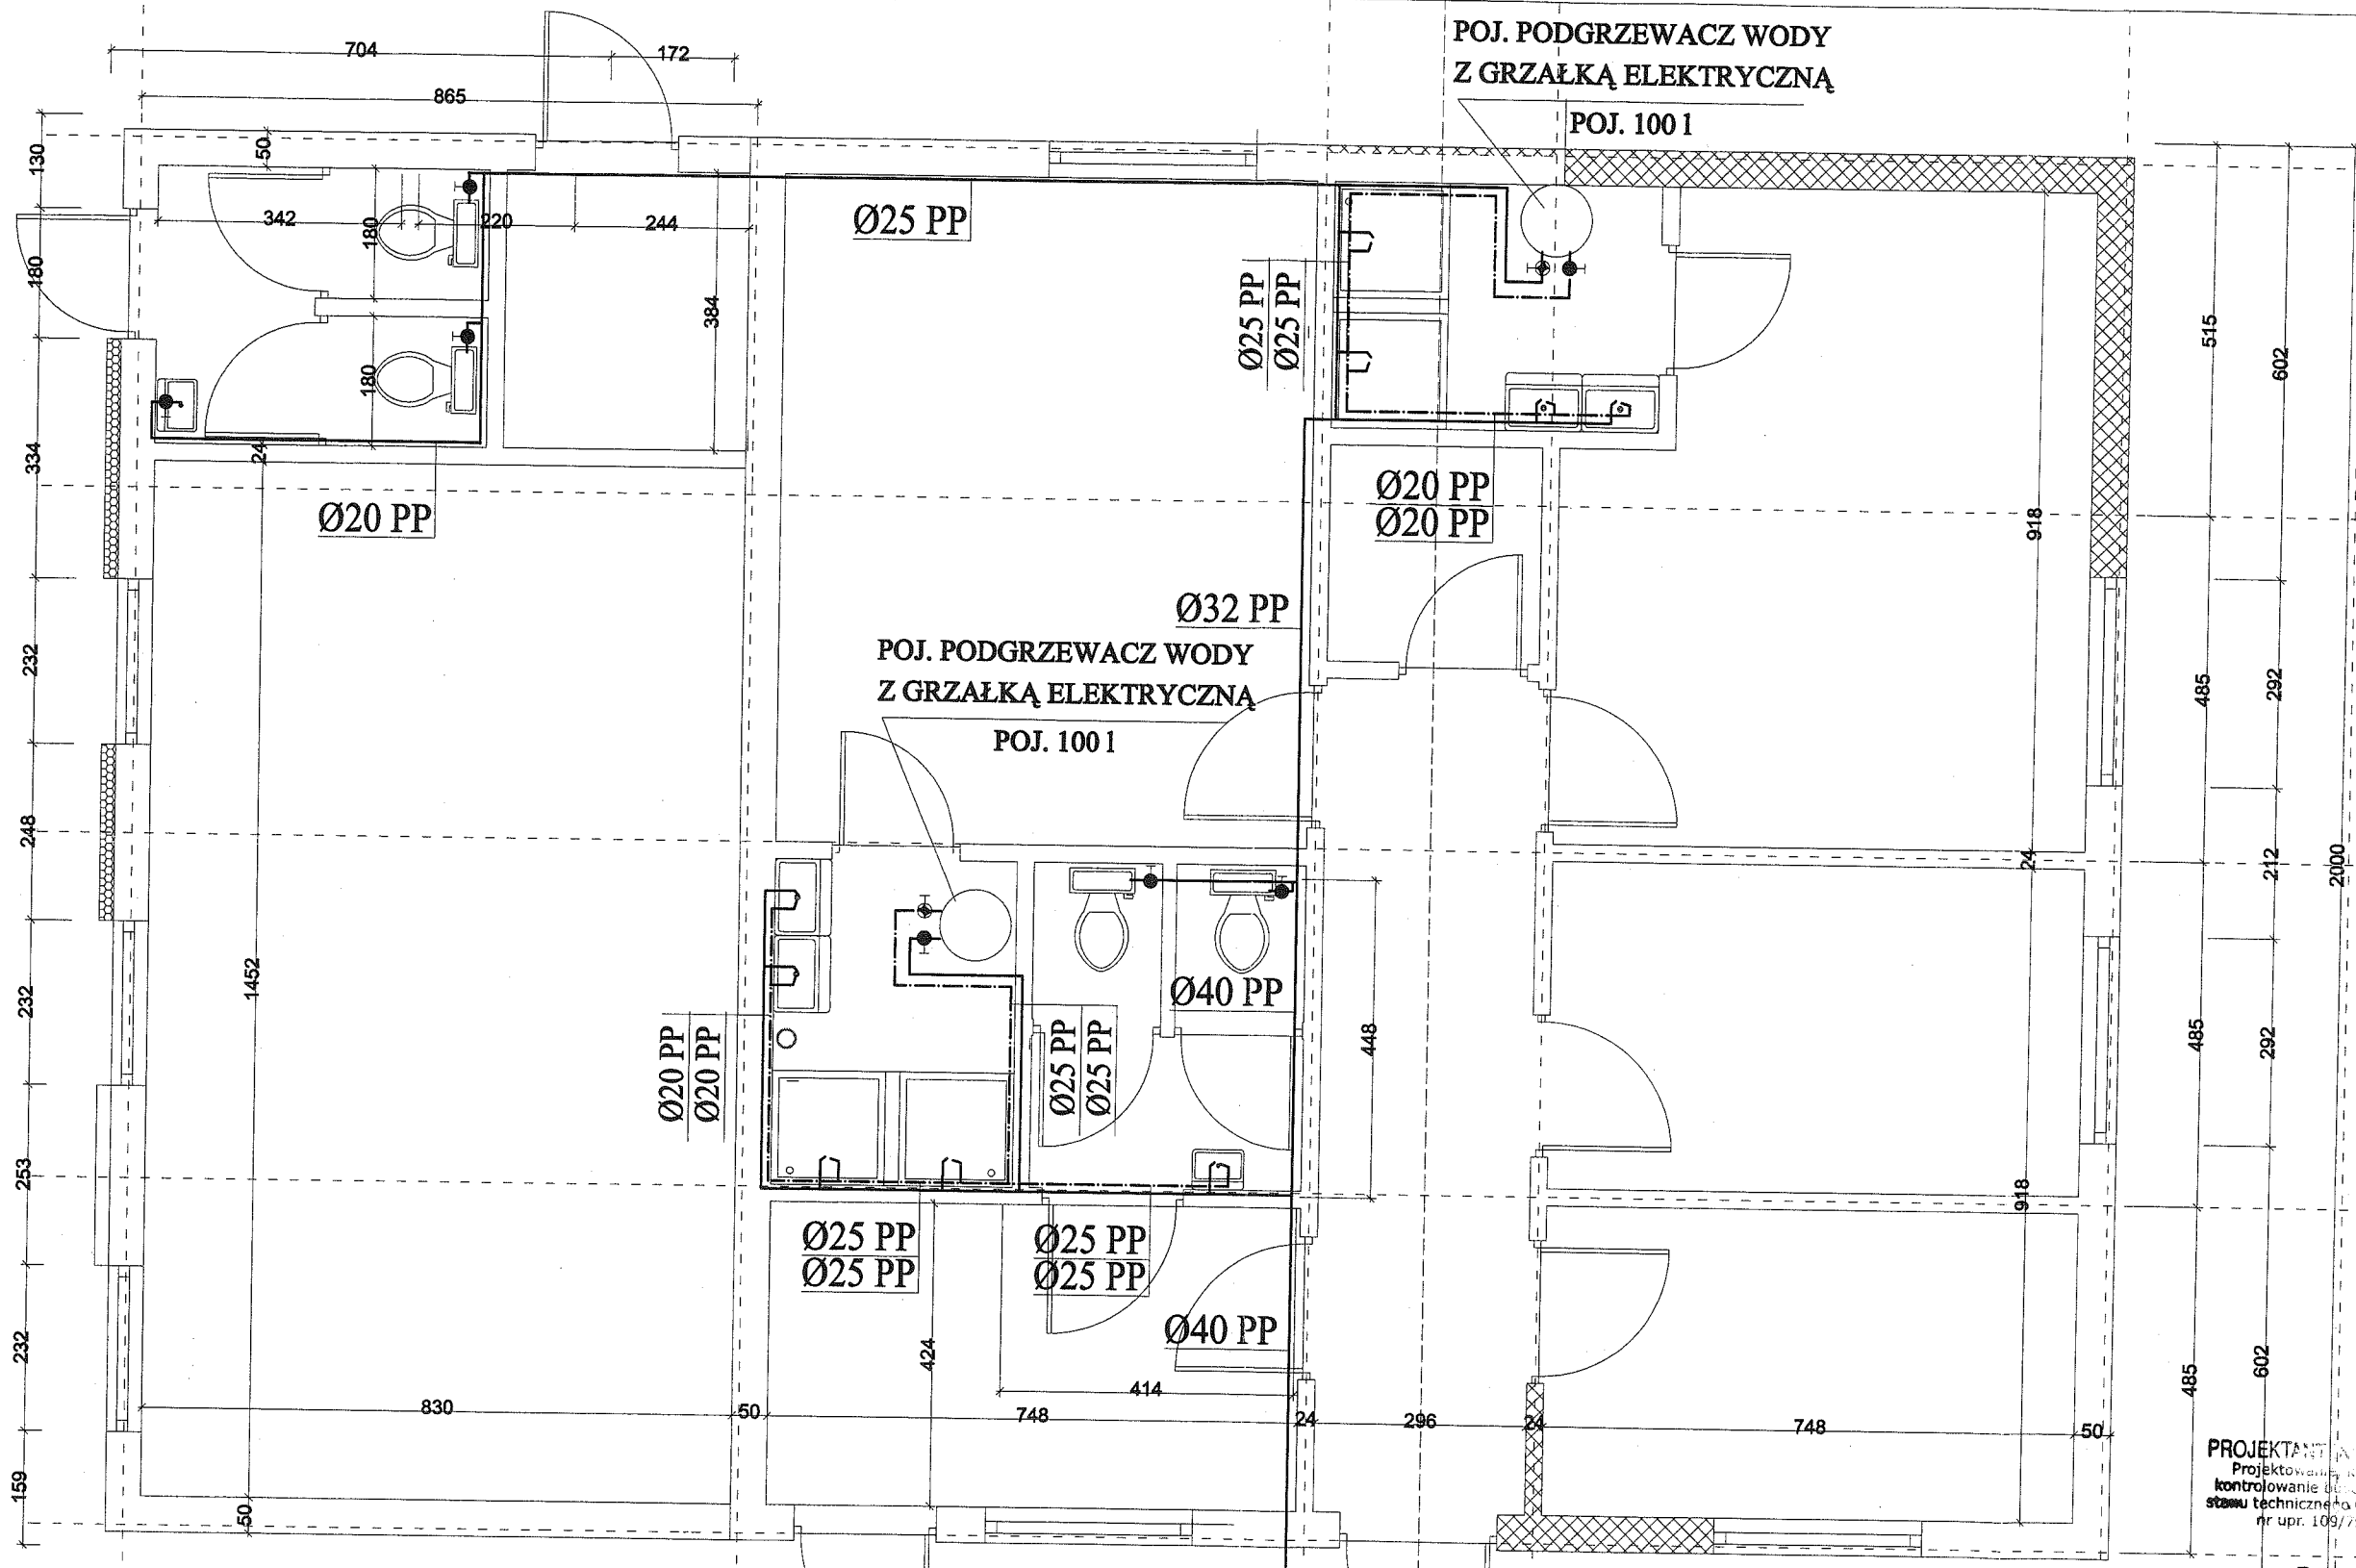 704
172
865
POJ. PODGRZEWACZ WODY
Z GRZAŁKĄ ELEKTRYCZNĄ
POJ. 100 l
130
50
342
180
220
244
Ø25 PP
180
384
Ø25 PP
Ø25 PP
515
602
180
334
24
Ø20 PP
Ø20 PP
Ø20 PP
918
Ø32 PP
232
POJ. PODGRZEWACZ WODY
Z GRZAŁKĄ ELEKTRYCZNĄ
POJ. 100 l
485
292
248
24
212
2000
1452
232
Ø40 PP
448
Ø20 PP
Ø20 PP
Ø25 PP
Ø25 PP
485
292
253
918
Ø25 PP
Ø25 PP
Ø25 PP
Ø25 PP
Ø40 PP
232
424
414
485
602
830
50
748
24
296
24
748
50
159
50
PROJEKTANT
Projektowanie
kontrolowanie
stanu technicznego
nr upr. 109/7